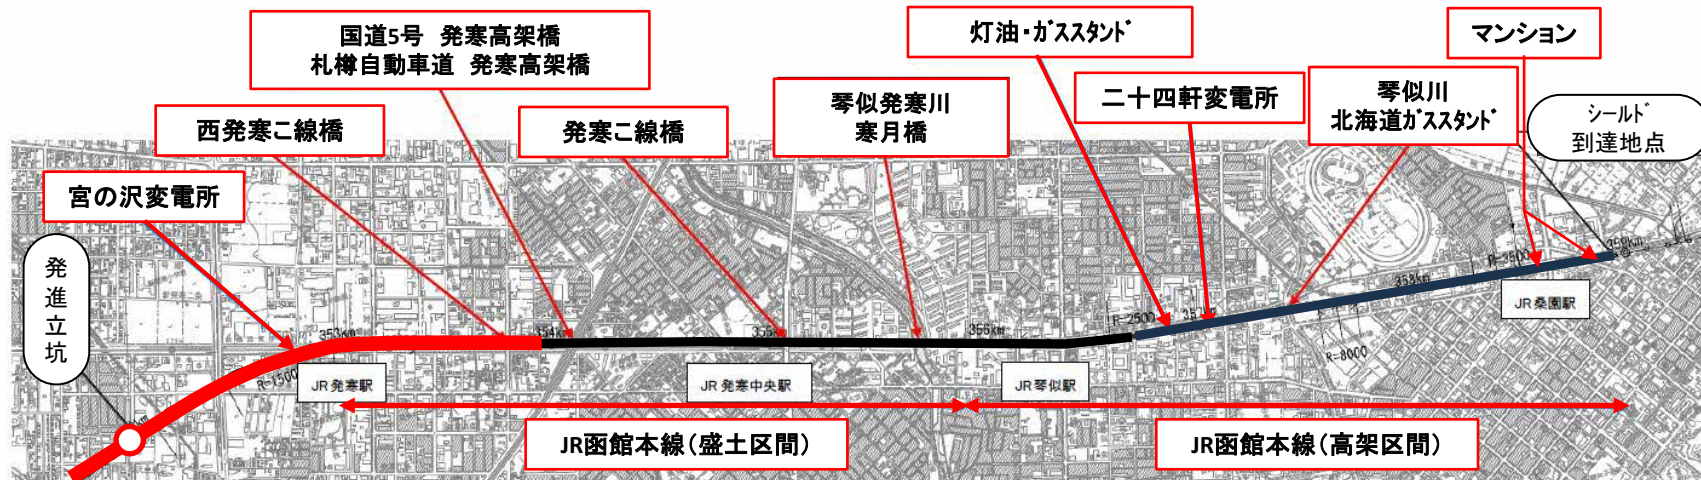 国道5号 発寒高架橋
札樽自動車道 発寒高架橋
灯油・ガススタンド
マンション
西発寒こ線橋
発寒こ線橋
琴似発寒川
寒月橋
二十四軒変電所
琴似川
北海道ガススタンド
シールド
到達地点
宮の沢変電所
発進立坑
353km
354km
355km
356km
R-2500
358km
R-3500
359km
R=1500
R=8000
JR発寒駅
JR発寒中央駅
JR琴似駅
JR桑園駅
JR函館本線(盛土区間)
JR函館本線(高架区間)